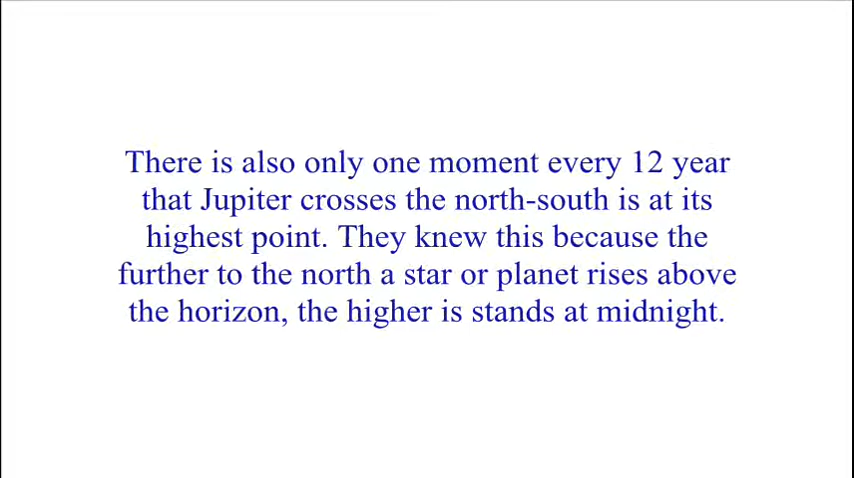 There is also only one moment every 12 year
that Jupiter crosses the north-south is at its
highest point. They knew this because the
further to the north a star or planet rises above
the horizon, the higher is stands at midnight.